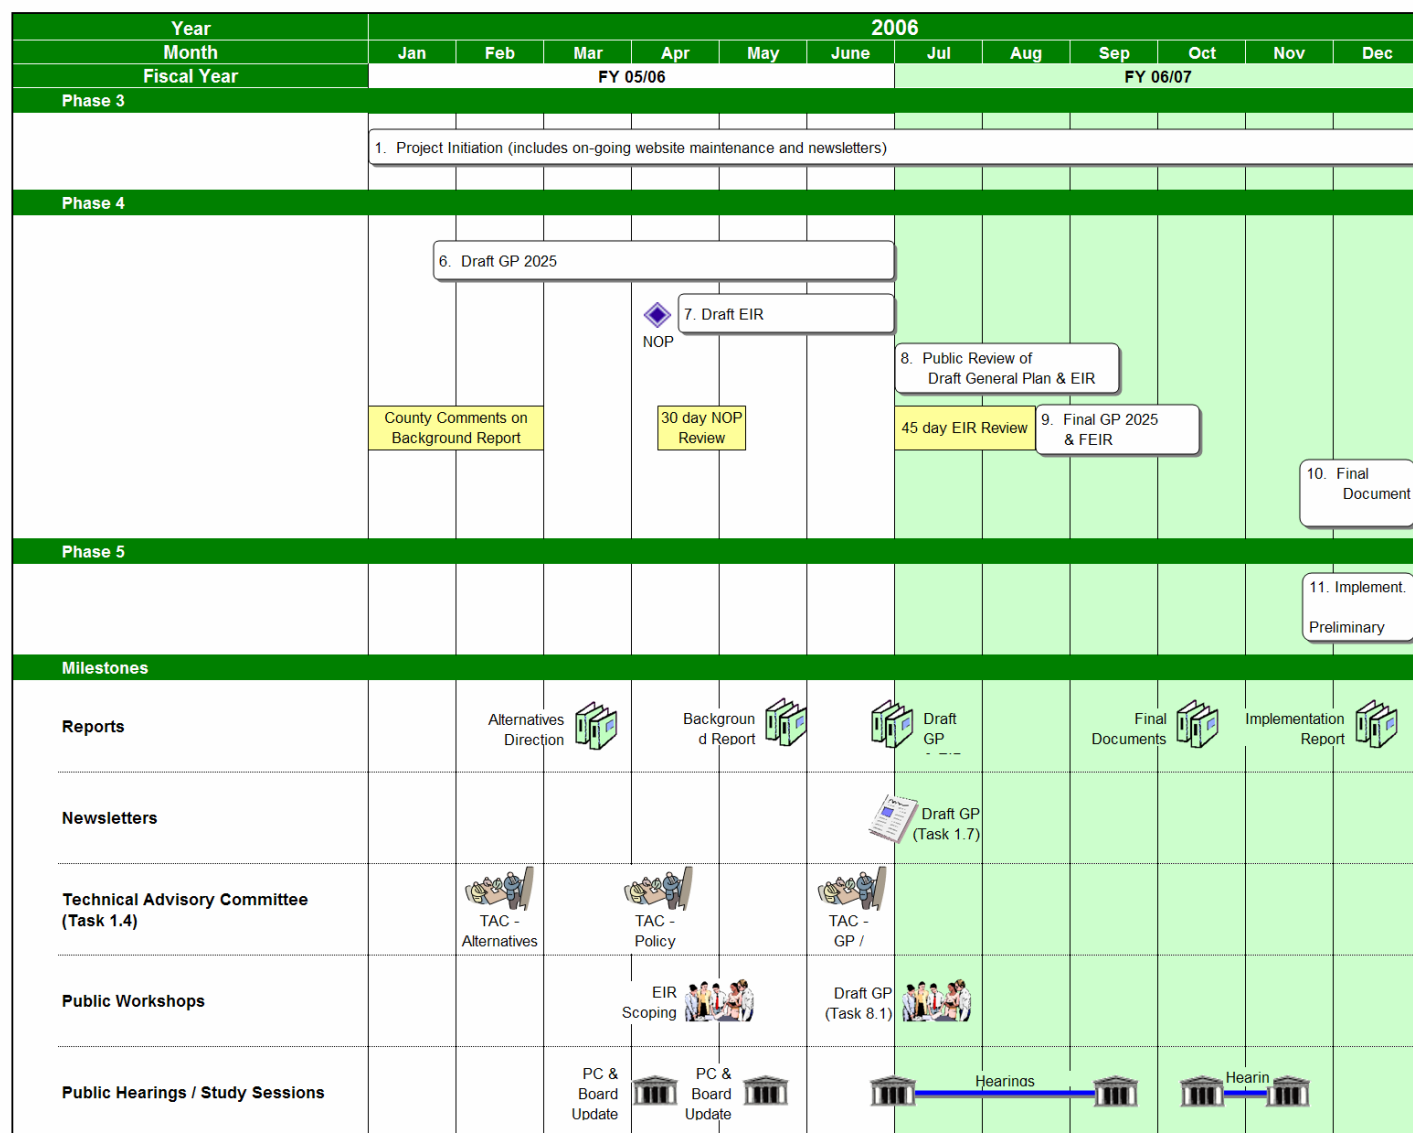 Year 2006
Month Jan Feb Mar Apr May June Jul Aug Sep Oct Nov Dec
Fiscal Year FY 05/06 FY 06/07
Phase 3
1. Project Initiation (includes on-going website maintenance and newsletters)
Phase 4
6. Draft GP 2025
7. Draft EIR
NOP
8. Public Review of
Draft General Plan & EIR
County Comments on
Background Report
30 day NOP
Review
45 day EIR Review
9. Final GP 2025
& FEIR
10. Final
Document
Phase 5
11. Implement.
Preliminary
Milestones
Reports
Alternatives
Direction
Backgroun
d Report
Draft
GP
Final
Documents
Implementation
Report
Newsletters
Draft GP
(Task 1.7)
Technical Advisory Committee
(Task 1.4)
TAC -
Alternatives
TAC -
Policy
TAC -
GP /
Public Workshops
EIR
Scoping
Draft GP
(Task 8.1)
Public Hearings / Study Sessions
PC &
Board
Update
PC &
Board
Update
Hearings
Hearin